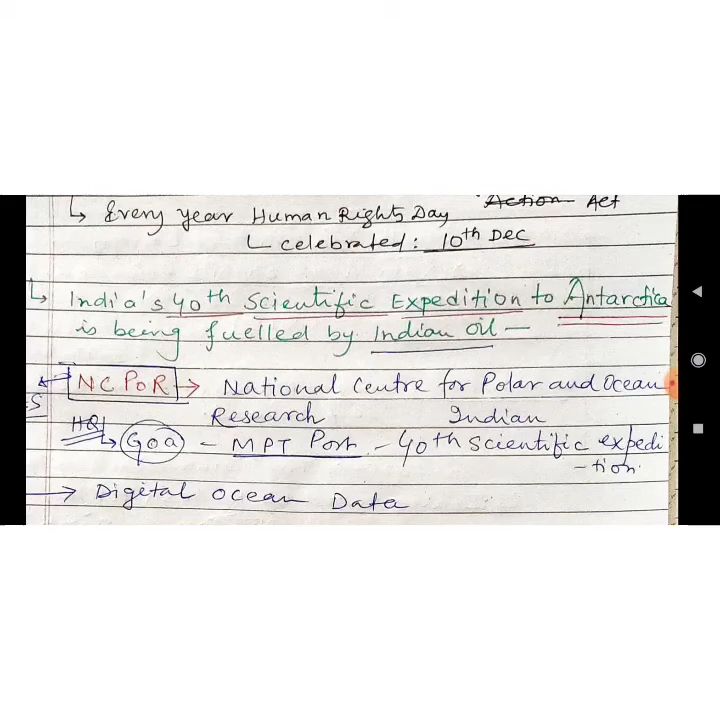 Action Act
↳ Every year Human Rights Day
└ celebrated: 10th Dec
↳ India's 40th Scientific Expedition to Antarctica
is being fuelled by Indian oil —
NCPOR → National Centre for Polar and Ocean
Research Indian
HQ ↳ Goa - MPT Port - 40th Scientific expedi
-tion.
→ Digital Ocean Data